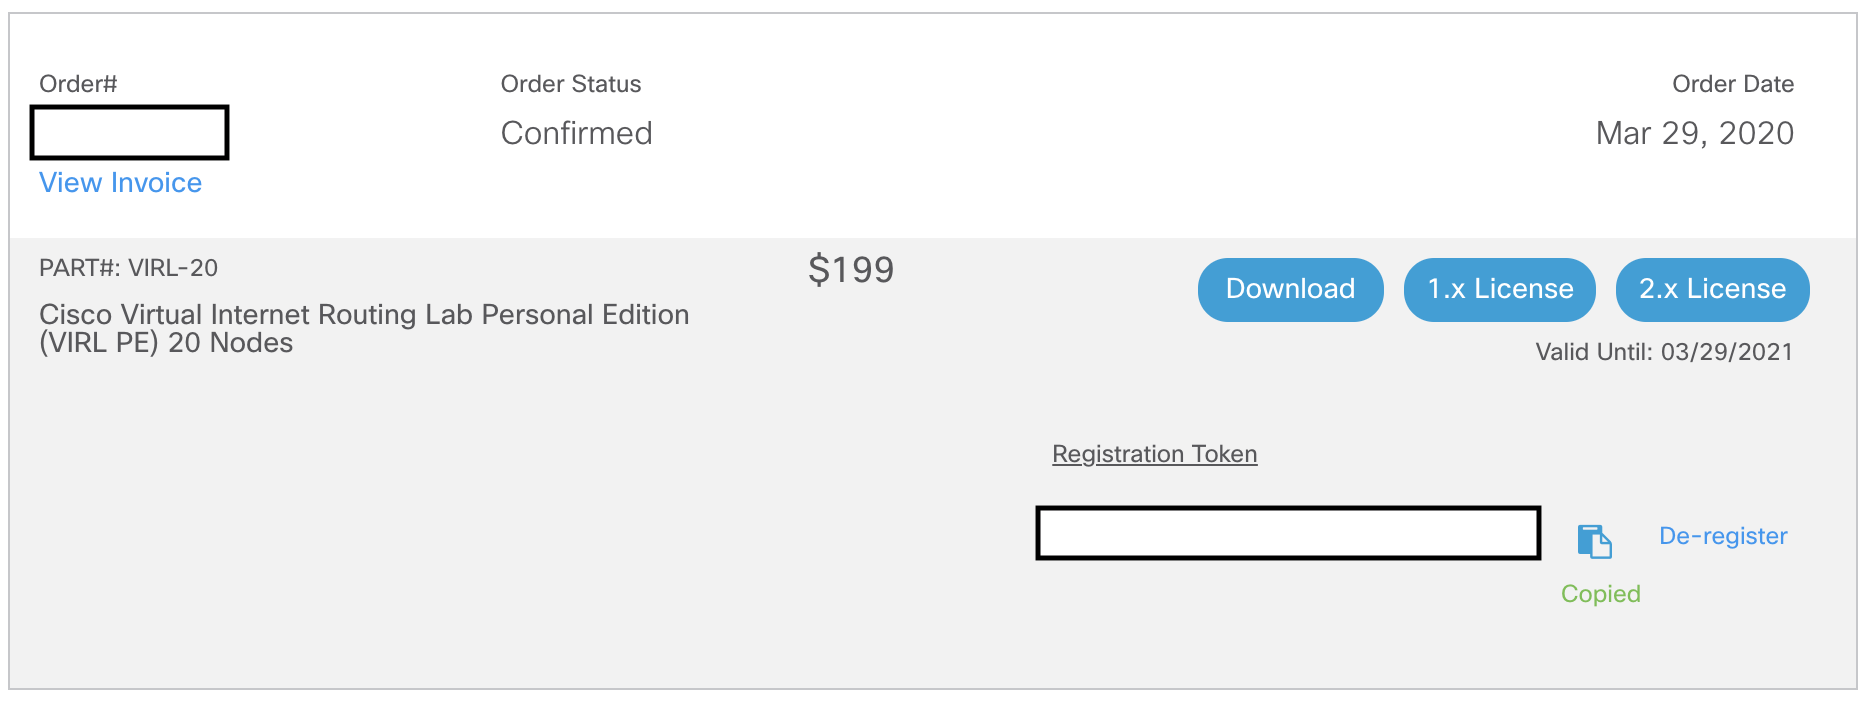 Order#
Order Status
Order Date
Confirmed
Mar 29, 2020
View Invoice
PART#: VIRL-20
$199
Download
1.x License
2.x License
Cisco Virtual Internet Routing Lab Personal Edition
(VIRL PE) 20 Nodes
Valid Until: 03/29/2021
Registration Token
De-register
Copied